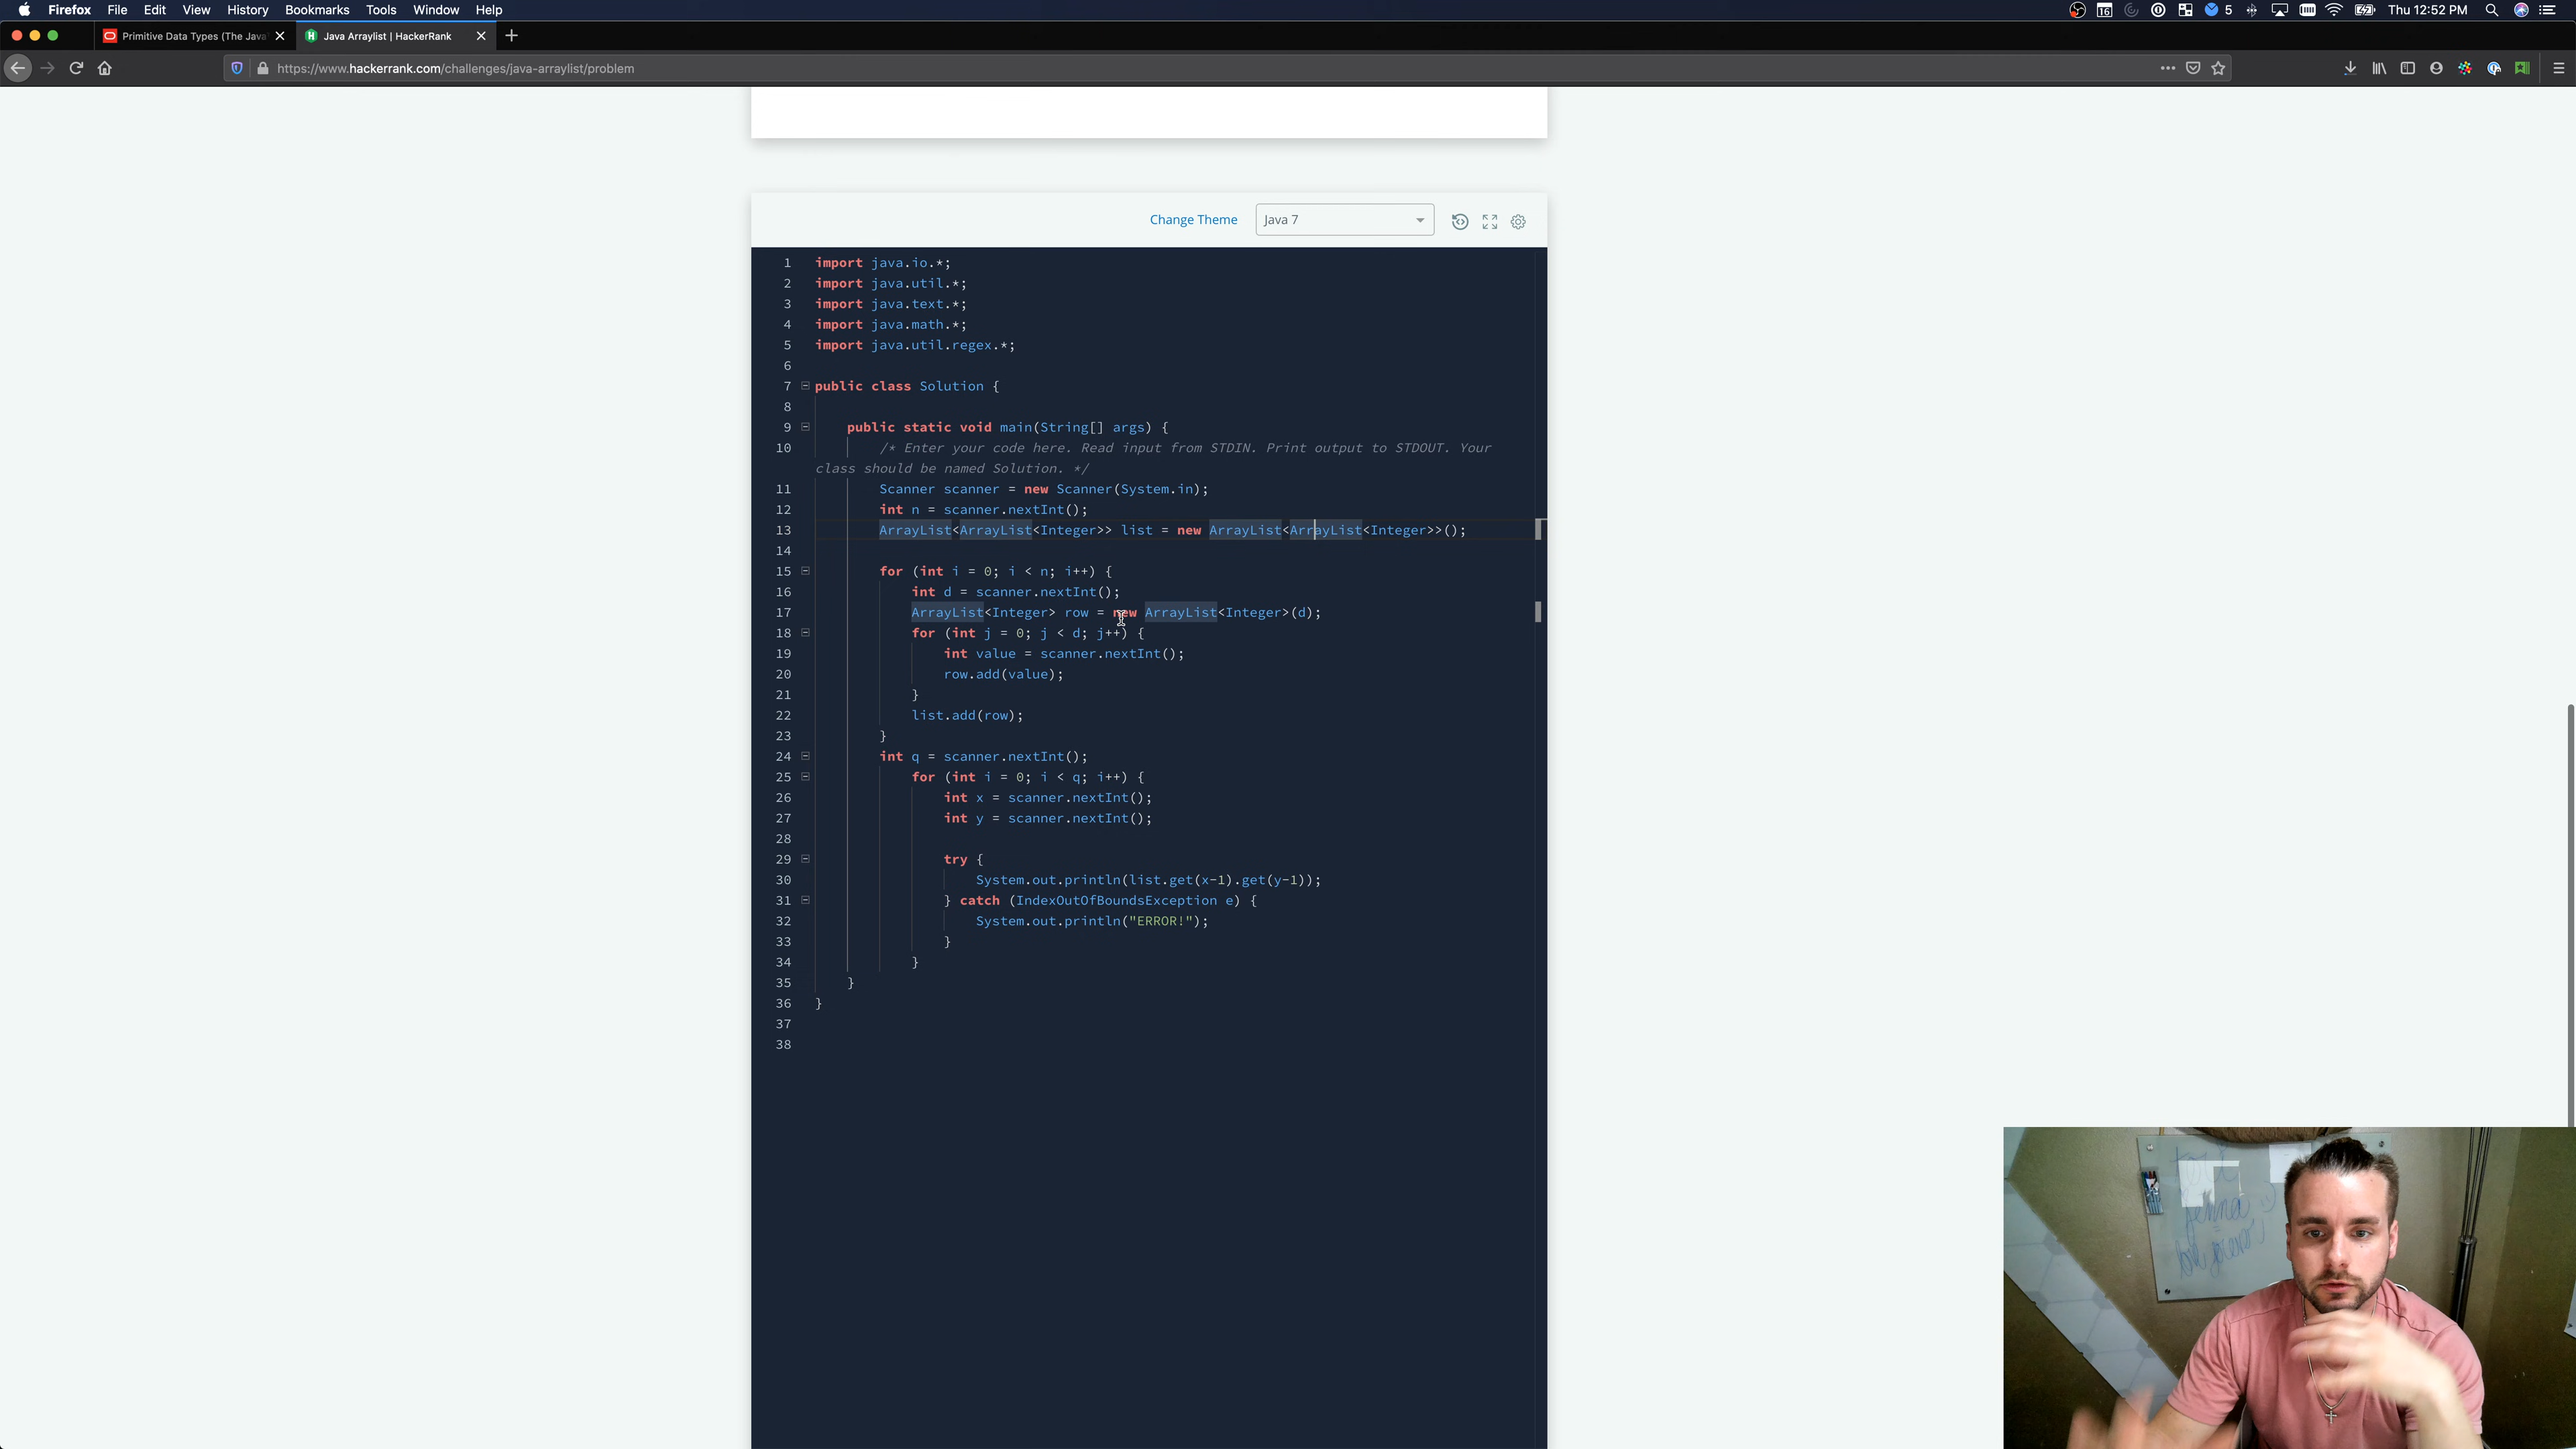 Firefox File Edit View History Bookmarks Tools Window Help
16 5 Thu 12:52 PM
Primitive Data Types (The Java Java Arraylist | HackerRank
https://www.hackerrank.com/challenges/java-arraylist/problem
Change Theme Java 7
1 import java.io.*;
2 import java.util.*;
3 import java.text.*;
4 import java.math.*;
5 import java.util.regex.*;
6
7 public class Solution {
8
9 public static void main(String[] args) {
10 /* Enter your code here. Read input from STDIN. Print output to STDOUT. Your
class should be named Solution. */
11 Scanner scanner = new Scanner(System.in);
12 int n = scanner.nextInt();
13 ArrayList<ArrayList<Integer>> list = new ArrayList<ArrayList<Integer>>();
14
15 for (int i = 0; i < n; i++) {
16 int d = scanner.nextInt();
17 ArrayList<Integer> row = new ArrayList<Integer>(d);
18 for (int j = 0; j < d; j++) {
19 int value = scanner.nextInt();
20 row.add(value);
21 }
22 list.add(row);
23 }
24 int q = scanner.nextInt();
25 for (int i = 0; i < q; i++) {
26 int x = scanner.nextInt();
27 int y = scanner.nextInt();
28
29 try {
30 System.out.println(list.get(x-1).get(y-1));
31 } catch (IndexOutOfBoundsException e) {
32 System.out.println("ERROR!");
33 }
34 }
35 }
36 }
37
38